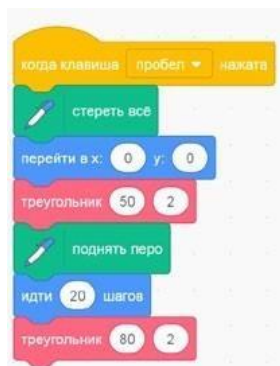 когда клавиша пробел нажата
стереть всё
перейти в x: 0 y: 0
треугольник 50 2
поднять перо
идти 20 шагов
треугольник 80 2